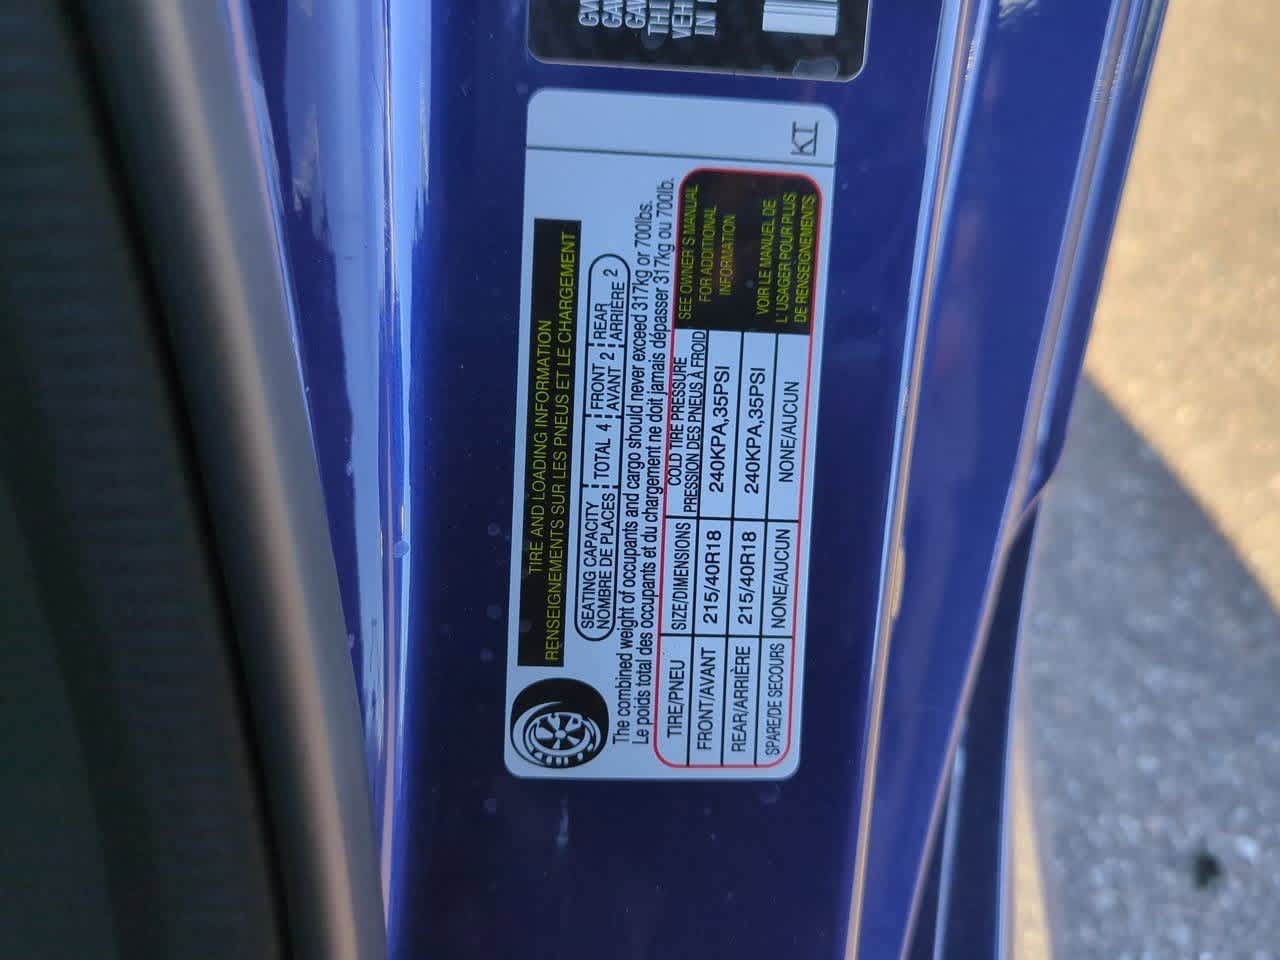 THI
VEH
IN
KT
TIRE AND LOADING INFORMATION
RENSEIGNEMENTS SUR LES PNEUS ET LE CHARGEMENT
SEATING CAPACITY TOTAL 4 FRONT 2 REAR 2
NOMBRE DE PLACES AVANT ARRIÈRE
The combined weight of occupants and cargo should never exceed 317kg or 700lbs.
Le poids total des occupants et du chargement ne doit jamais dépasser 317kg ou 700lb.
TIRE/PNEU SIZE/DIMENSIONS COLD TIRE PRESSURE
PRESSION DES PNEUS À FROID
FRONT/AVANT 215/40R18 240KPA,35PSI
REAR/ARRIÈRE 215/40R18 240KPA,35PSI
SPARE/DE SECOURS NONE/AUCUN NONE/AUCUN
SEE OWNER'S MANUAL
FOR ADDITIONAL
INFORMATION
VOIR LE MANUEL DE
L'USAGER POUR PLUS
DE RENSEIGNEMENTS